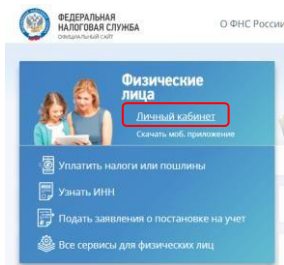 ФЕДЕРАЛЬНАЯ
НАЛОГОВАЯ СЛУЖБА
ОФИЦИАЛЬНЫЙ САЙТ
О ФНС России
Физические
лица
Личный кабинет
Скачать моб. приложение
Уплатить налоги или пошлины
Узнать ИНН
Подать заявления о постановке на учет
Все сервисы для физических лиц